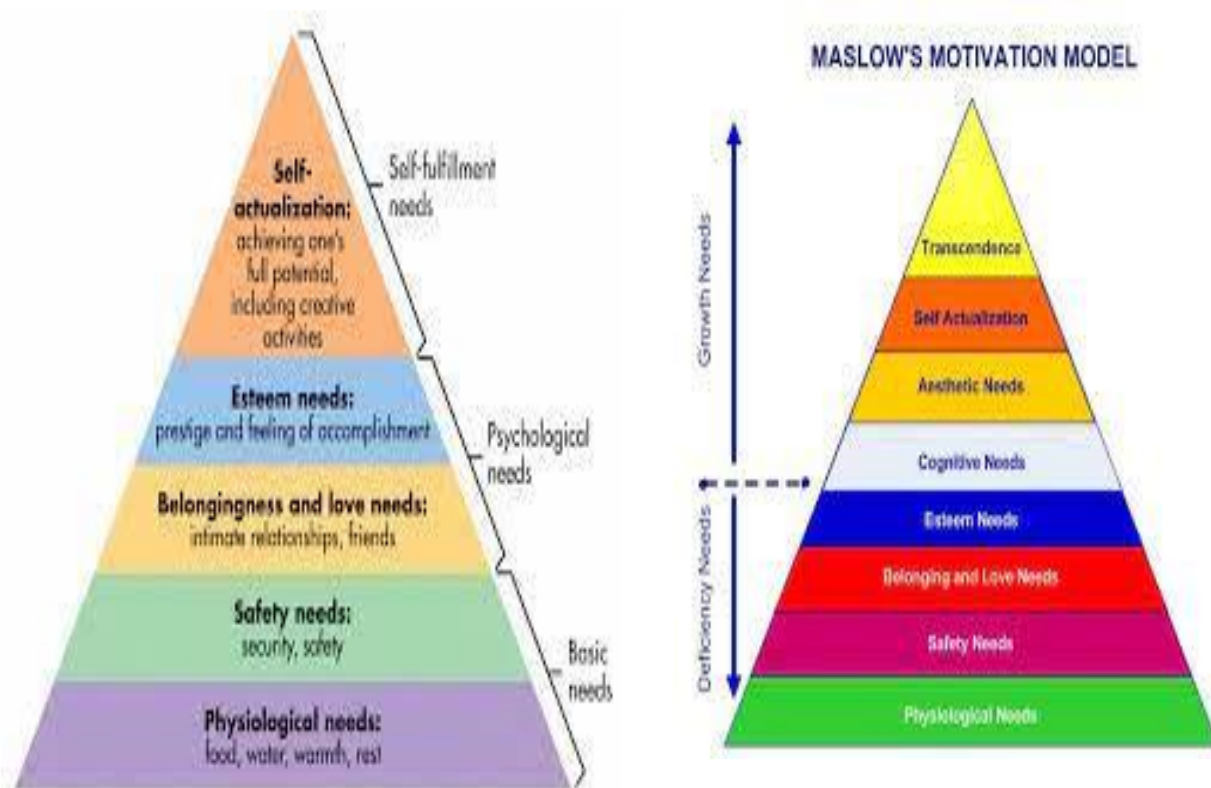 Self-
actualization:
achieving one's
full potential,
including creative
activities
Self-fulfillment
needs
Esteem needs:
prestige and feeling of accomplishment
Psychological
needs
Belongingness and love needs:
intimate relationships, friends
Safety needs:
security, safety
Basic
needs
Physiological needs:
food, water, warmth, rest
MASLOW'S MOTIVATION MODEL
Growth Needs
Deficiency Needs
Transcendence
Self Actualization
Aesthetic Needs
Cognitive Needs
Esteem Needs
Belonging and Love Needs
Safety Needs
Physiological Needs